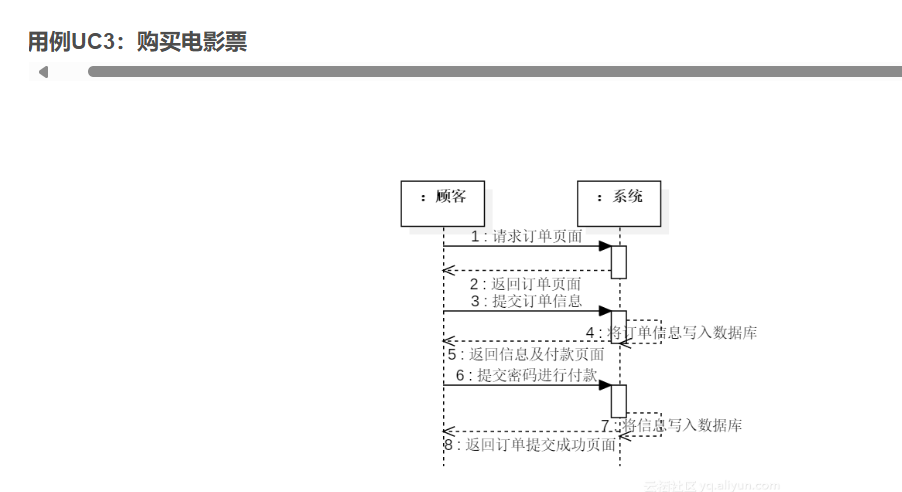 用例UC3：购买电影票
：顾客
：系统
1 : 请求订单页面
2 : 返回订单页面
3 : 提交订单信息
4 : 将订单信息写入数据库
5 : 返回信息及付款页面
6 : 提交密码进行付款
7 : 将信息写入数据库
8 : 返回订单提交成功页面
云栖社区 yq.aliyun.com